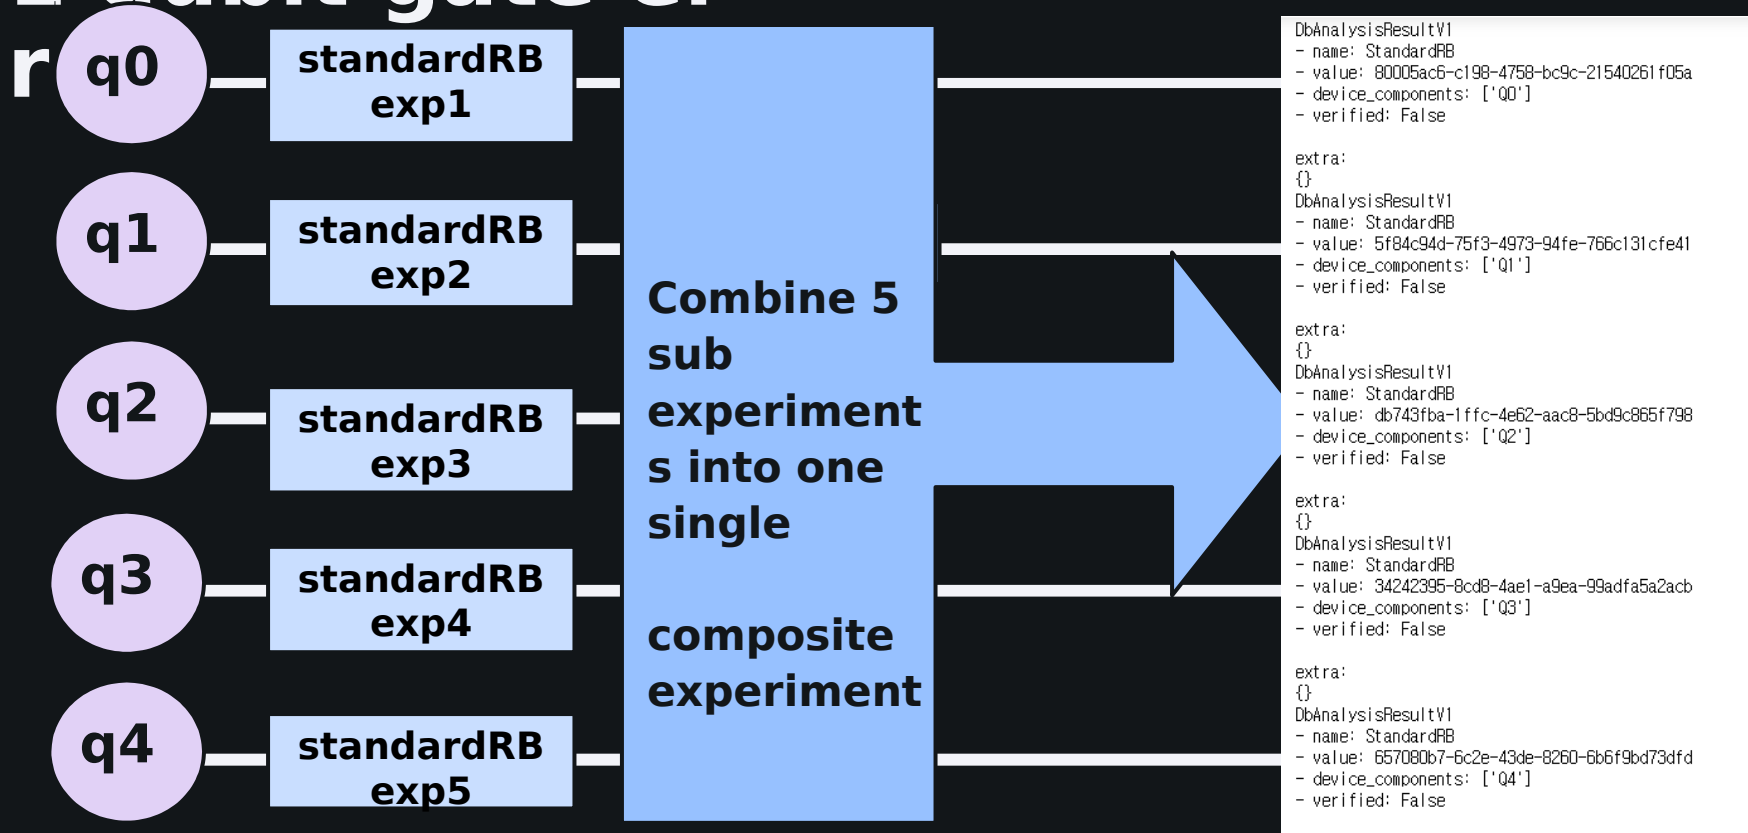 1 qubit gate er
r
q0
standardRB
exp1
q1
standardRB
exp2
q2
standardRB
exp3
q3
standardRB
exp4
q4
standardRB
exp5
Combine 5
sub
experiment
s into one
single
composite
experiment
DbAnalysisResultV1
- name: StandardRB
- value: 80005ac6-c198-4758-bc9c-21540261f05a
- device_components: ['Q0']
- verified: False
extra:
{}
DbAnalysisResultV1
- name: StandardRB
- value: 5f84c94d-75f3-4973-94fe-766c131cfe41
- device_components: ['Q1']
- verified: False
extra:
{}
DbAnalysisResultV1
- name: StandardRB
- value: db743fba-1ffc-4e62-aac8-5bd9c865f798
- device_components: ['Q2']
- verified: False
extra:
{}
DbAnalysisResultV1
- name: StandardRB
- value: 34242395-8cd8-4ae1-a9ea-99adfa5a2acb
- device_components: ['Q3']
- verified: False
extra:
{}
DbAnalysisResultV1
- name: StandardRB
- value: 657080b7-6c2e-43de-8260-6b6f9bd73dfd
- device_components: ['Q4']
- verified: False